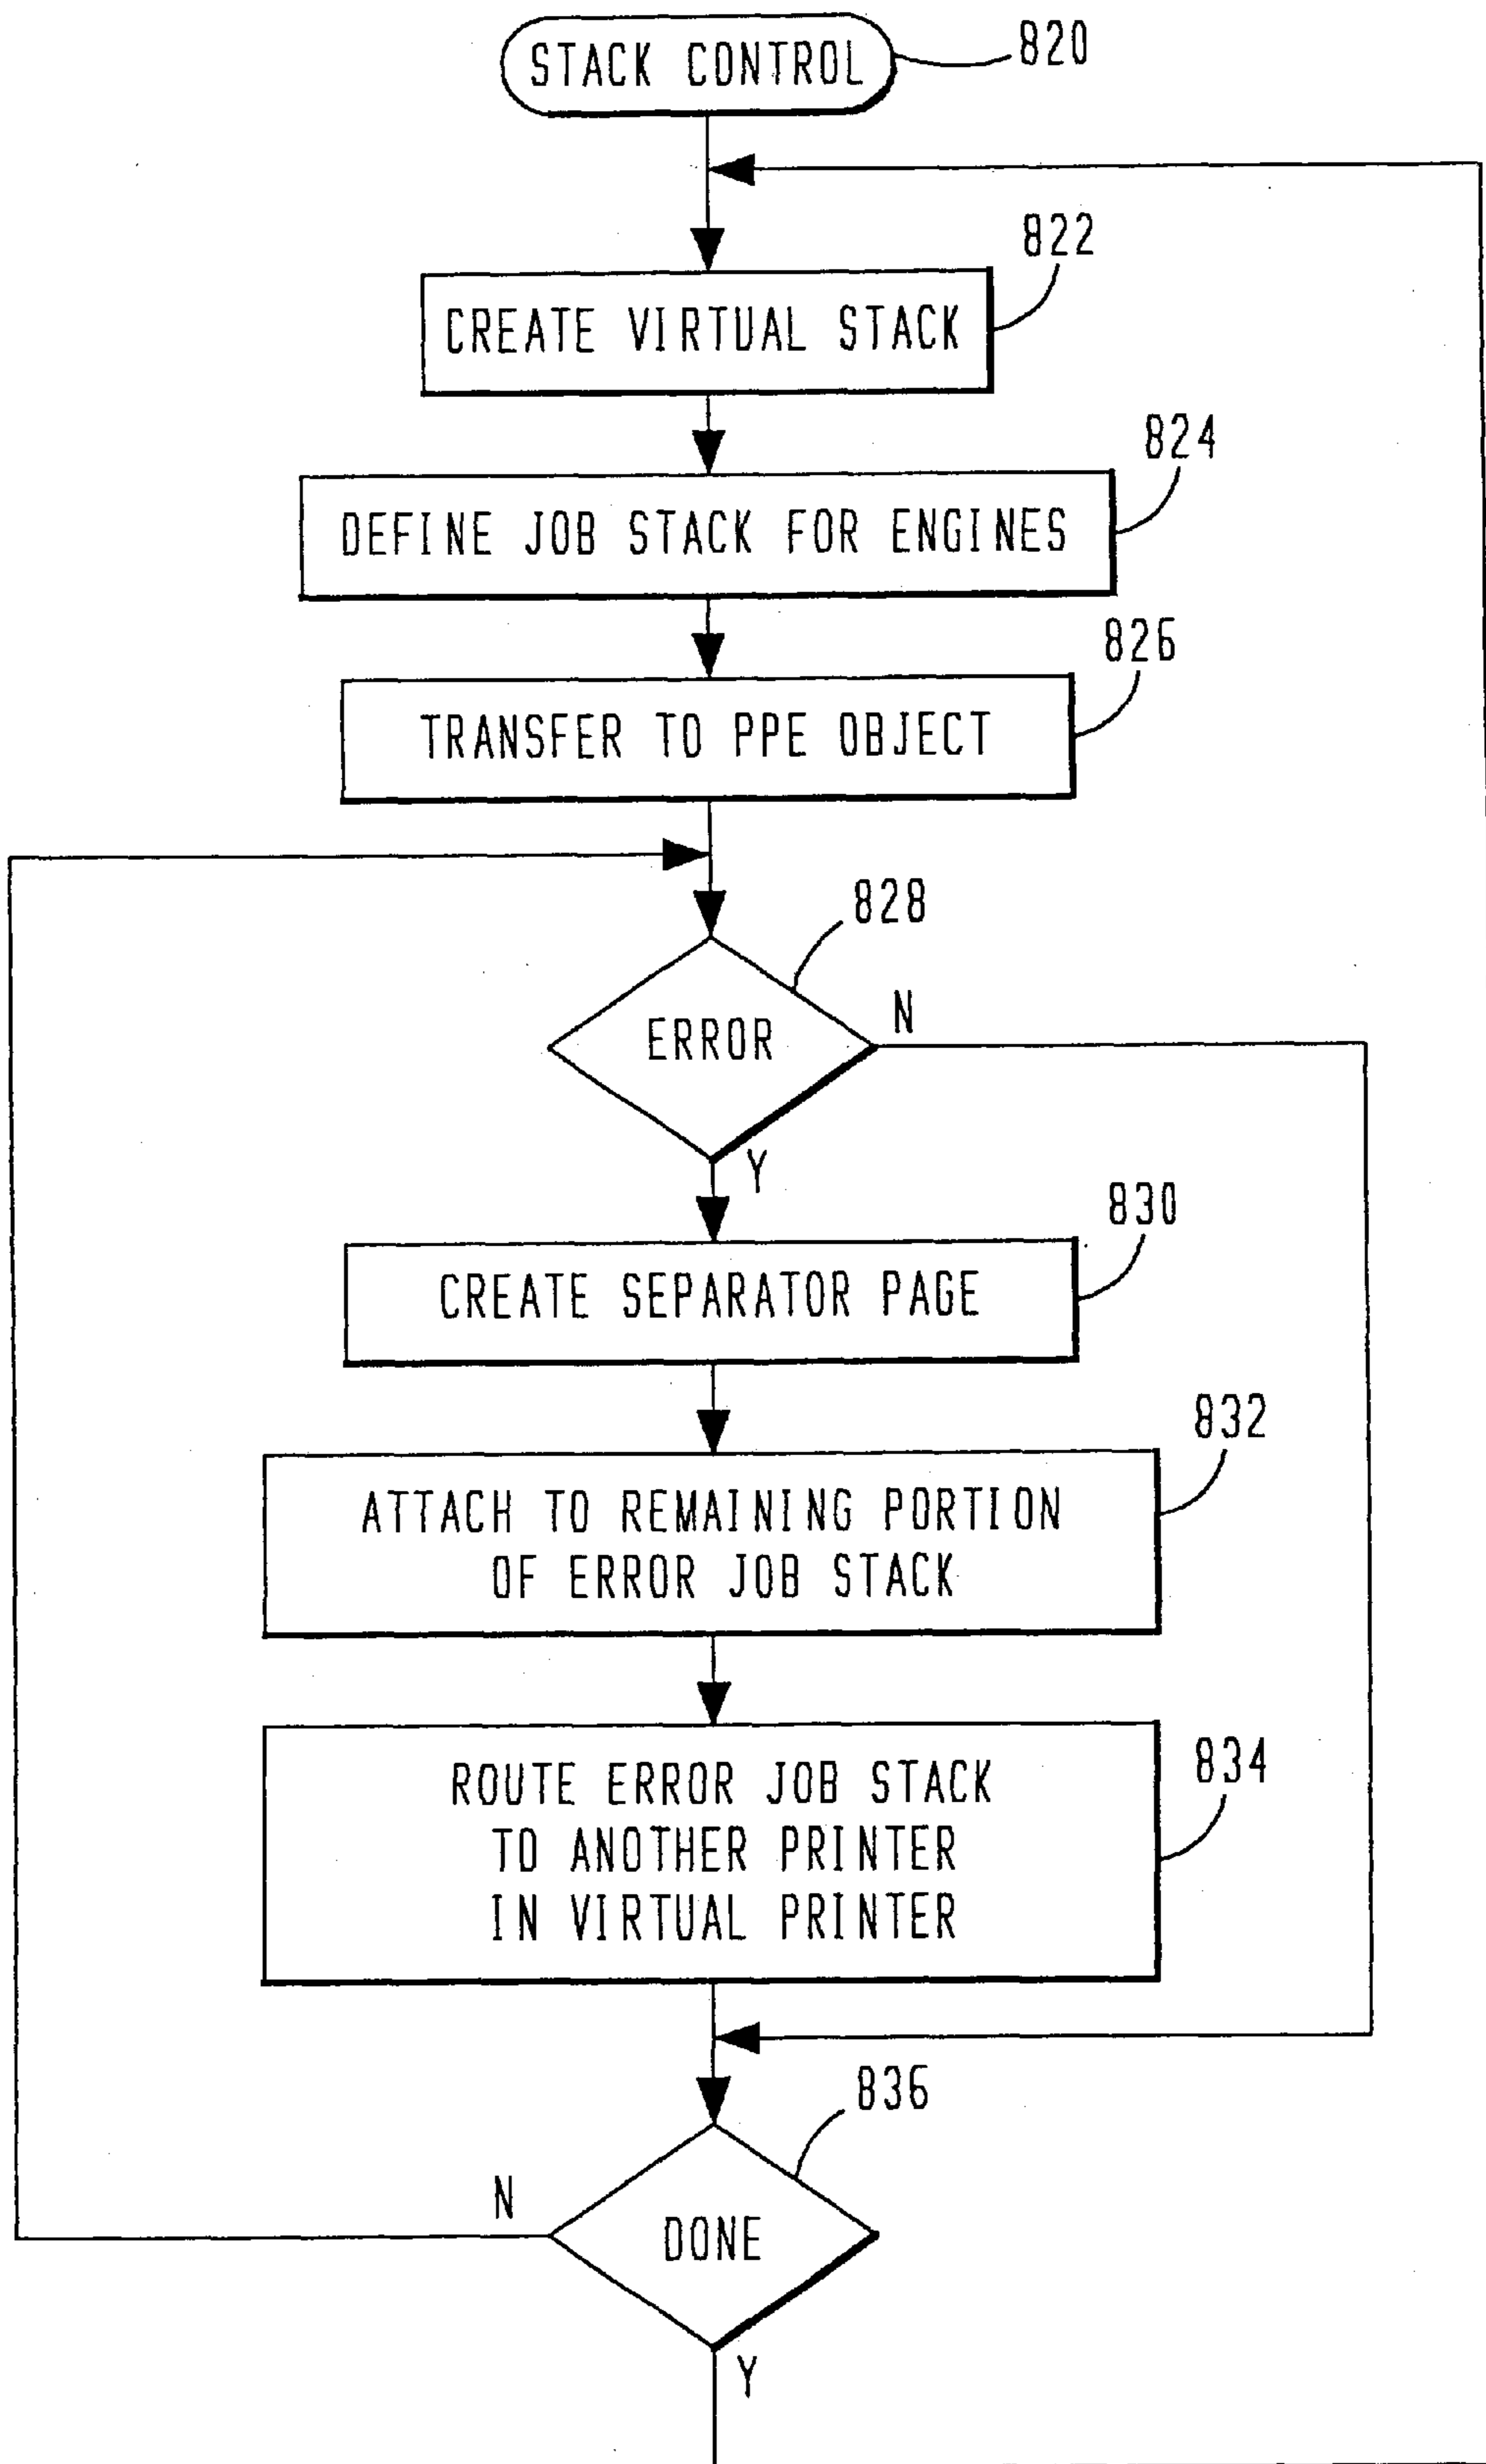 STACK CONTROL
820
822
CREATE VIRTUAL STACK
824
DEFINE JOB STACK FOR ENGINES
826
TRANSFER TO PPE OBJECT
828
ERROR
N
Y
830
CREATE SEPARATOR PAGE
832
ATTACH TO REMAINING PORTION
OF ERROR JOB STACK
834
ROUTE ERROR JOB STACK
TO ANOTHER PRINTER
IN VIRTUAL PRINTER
836
N
DONE
Y